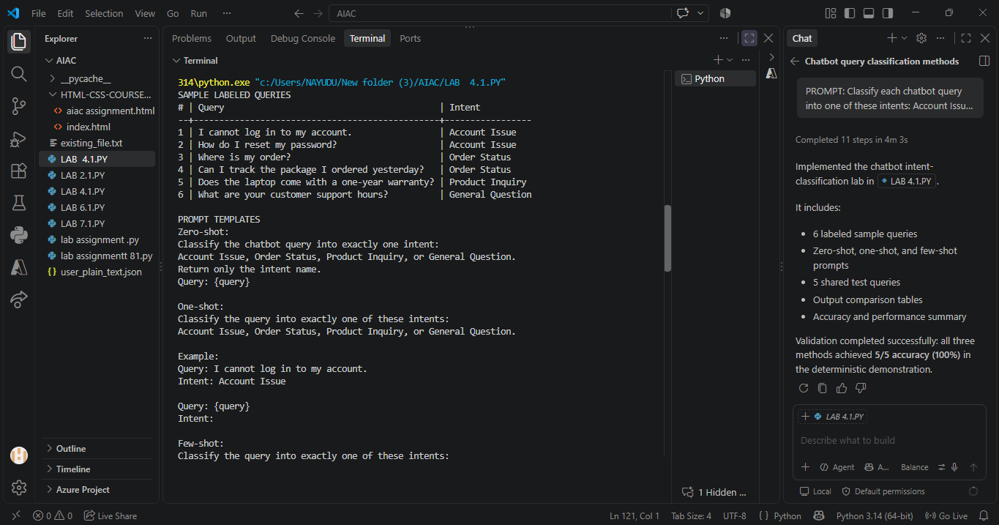 File Edit Selection View Go Run ··· AIAC
Explorer ···
AIAC
__pycache__
HTML-CSS-COURSE...
aiac assignment.html
index.html
existing_file.txt
LAB  4.1.PY
LAB 2.1.PY
LAB 4.1.PY
LAB 6.1.PY
LAB 7.1.PY
lab assignment .py
lab assignmentt 81.py
user_plain_text.json
Outline
Timeline
Azure Project
Problems Output Debug Console Terminal Ports ···
Terminal ···
314\python.exe "c:/Users/NAYUDU/New folder (3)/AIAC/LAB  4.1.PY"
SAMPLE LABELED QUERIES
# | Query                                         | Intent
--+-----------------------------------------------+-----------------
1 | I cannot log in to my account.                | Account Issue
2 | How do I reset my password?                   | Account Issue
3 | Where is my order?                            | Order Status
4 | Can I track the package I ordered yesterday?  | Order Status
5 | Does the laptop come with a one-year warranty? | Product Inquiry
6 | What are your customer support hours?         | General Question
PROMPT TEMPLATES
Zero-shot:
Classify the chatbot query into exactly one intent:
Account Issue, Order Status, Product Inquiry, or General Question.
Return only the intent name.
Query: {query}
One-shot:
Classify the query into exactly one of these intents:
Account Issue, Order Status, Product Inquiry, or General Question.
Example:
Query: I cannot log in to my account.
Intent: Account Issue
Query: {query}
Intent:
Few-shot:
Classify the query into exactly one of these intents:
Python
1 Hidden ...
Chat
Chatbot query classification methods
PROMPT: Classify each chatbot query
into one of these intents: Account Issu...
Completed 11 steps in 4m 3s
Implemented the chatbot intent-
classification lab in LAB 4.1.PY.
It includes:
• 6 labeled sample queries
• Zero-shot, one-shot, and few-shot
prompts
• 5 shared test queries
• Output comparison tables
• Accuracy and performance summary
Validation completed successfully: all three
methods achieved 5/5 accuracy (100%) in
the deterministic demonstration.
LAB 4.1.PY
Describe what to build
Agent A... Balance
Local Default permissions
0 0 Live Share Ln 121, Col 1 Tab Size: 4 UTF-8 { } Python Python 3.14 (64-bit) Go Live